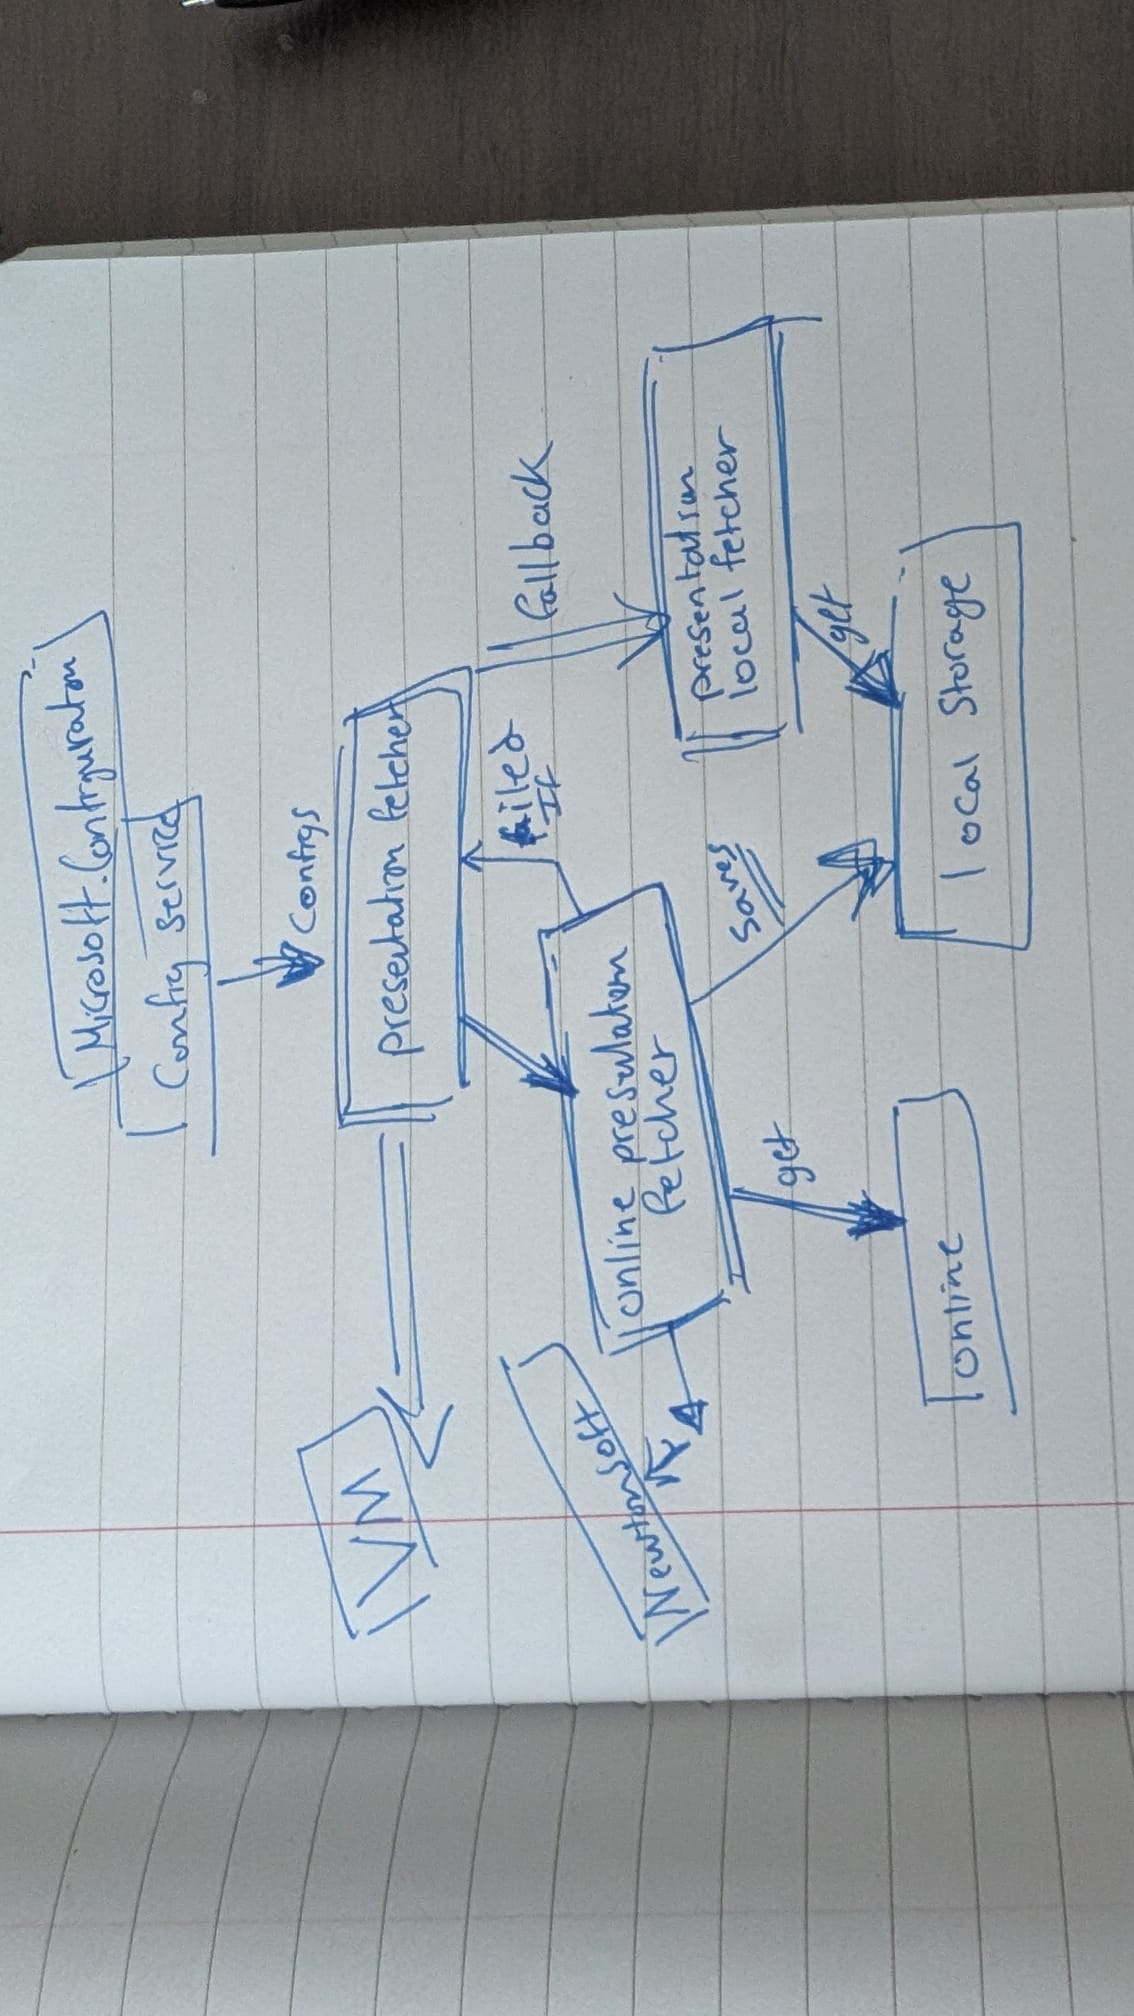 Microsoft.Configuration
Config service
Configs
VM
presentation fetcher
failed
If
fallback
Newtonsoft
online presentation
fetcher
saves
presentation
local fetcher
get
get
online
local storage